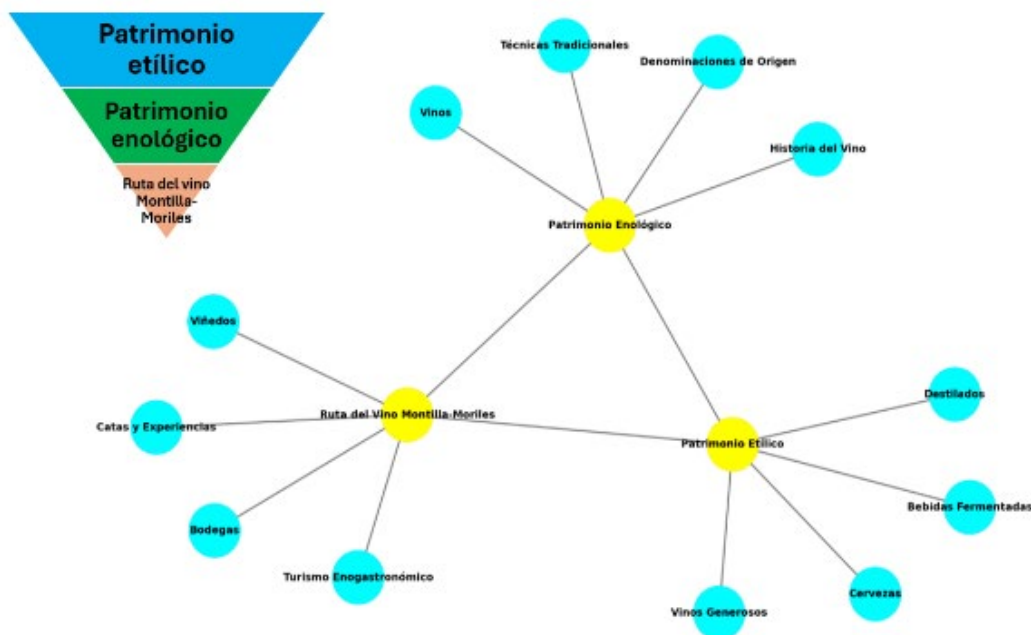 Patrimonio
etílico
Patrimonio
enológico
Ruta del vino
Montilla-
Moriles
Técnicas Tradicionales
Denominaciones de Origen
Vinos
Historia del Vino
Patrimonio Enológico
Viñedos
Destilados
Ruta del Vino Montilla-Moriles
Catas y Experiencias
Patrimonio Etílico
Bebidas Fermentadas
Bodegas
Turismo Enogastronómico
Cervezas
Vinos Generosos